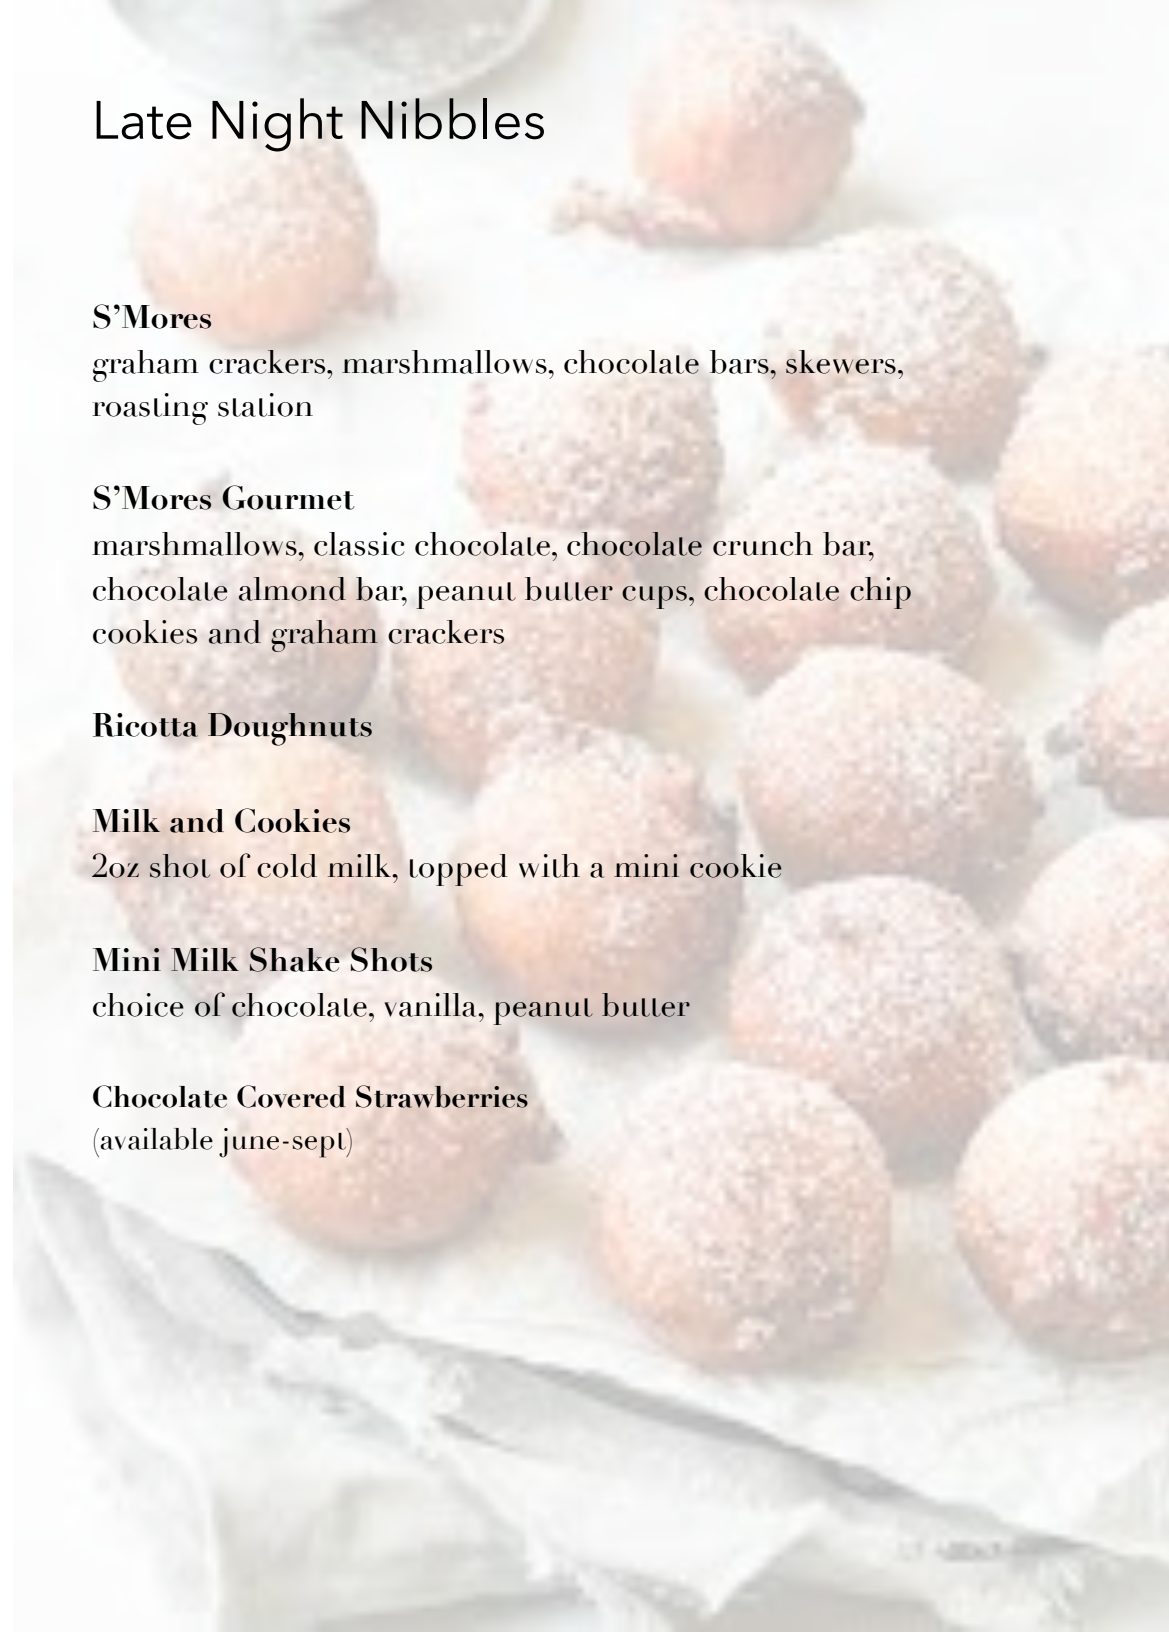 Late Night Nibbles
S’Mores
graham crackers, marshmallows, chocolate bars, skewers,
roasting station
S’Mores Gourmet
marshmallows, classic chocolate, chocolate crunch bar,
chocolate almond bar, peanut butter cups, chocolate chip
cookies and graham crackers
Ricotta Doughnuts
Milk and Cookies
2oz shot of cold milk, topped with a mini cookie
Mini Milk Shake Shots
choice of chocolate, vanilla, peanut butter
Chocolate Covered Strawberries
(available june-sept)